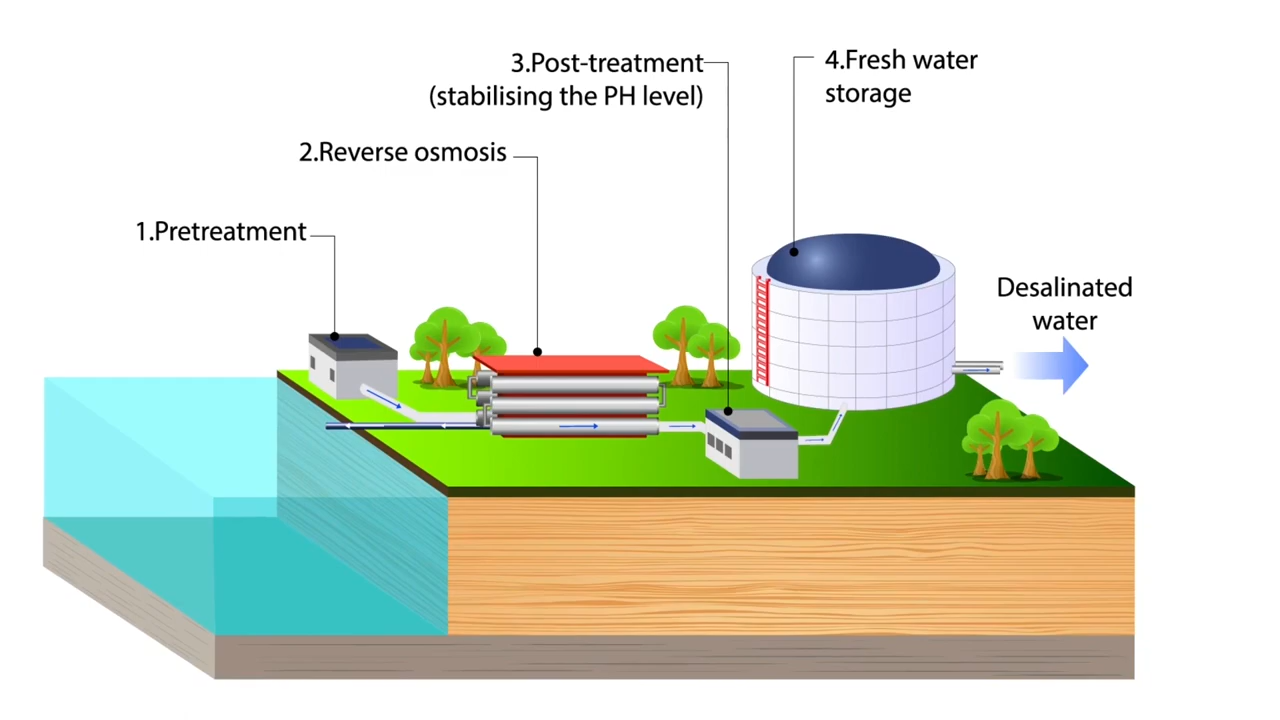 3.Post-treatment
(stabilising the PH level)
4.Fresh water
storage
2.Reverse osmosis
1.Pretreatment
Desalinated
water